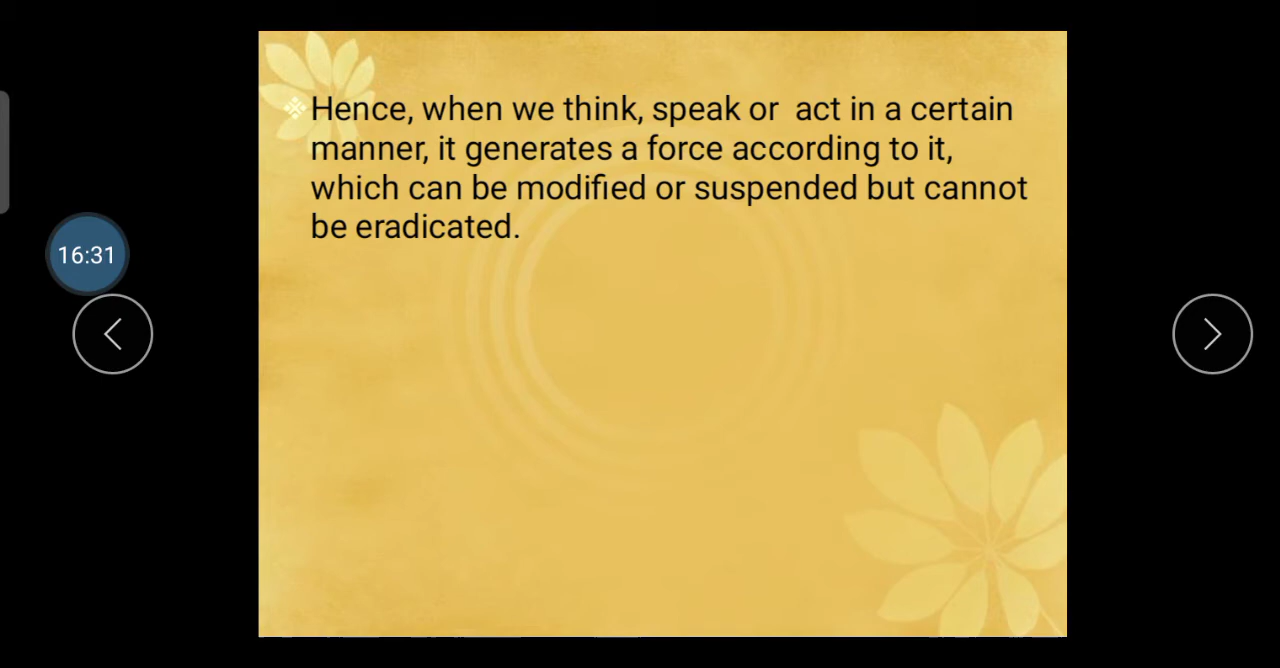 Hence, when we think, speak or  act in a certain
manner, it generates a force according to it,
which can be modified or suspended but cannot
be eradicated.
16:31